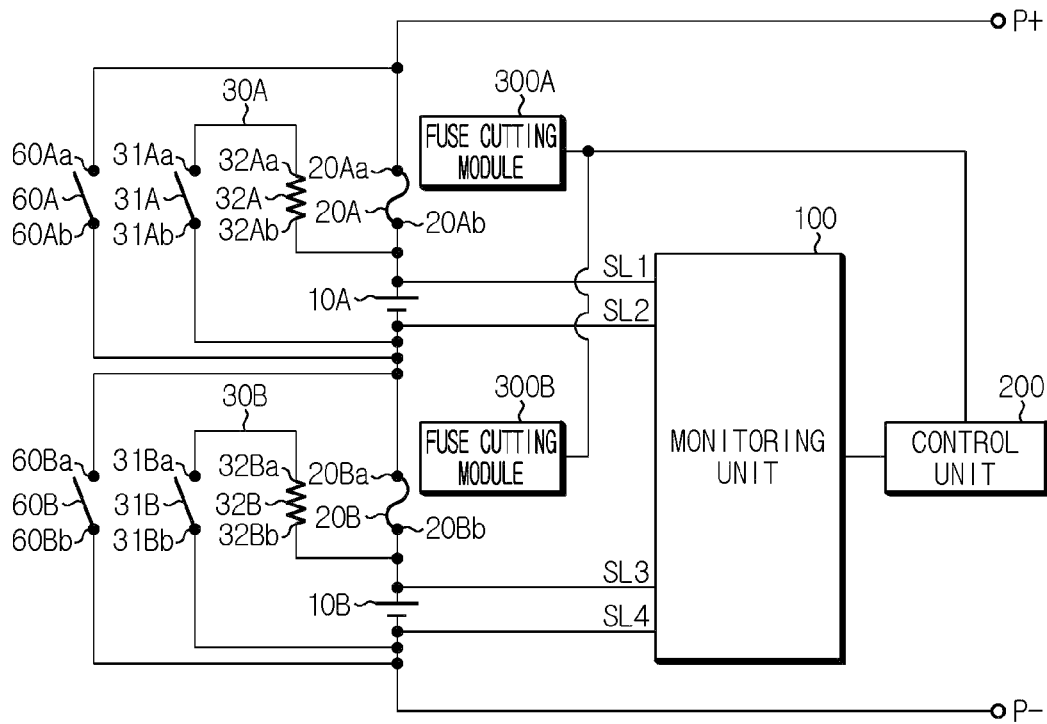 P+
30A
300A
FUSE CUTTING
MODULE
60Aa
31Aa
32Aa
20Aa
60A
31A
32A
20A
60Ab
31Ab
32Ab
20Ab
100
SL1
10A
SL2
30B
300B
200
FUSE CUTTING
MODULE
MONITORING
UNIT
CONTROL
UNIT
60Ba
31Ba
32Ba
20Ba
60B
31B
32B
20B
60Bb
31Bb
32Bb
20Bb
SL3
10B
SL4
P-